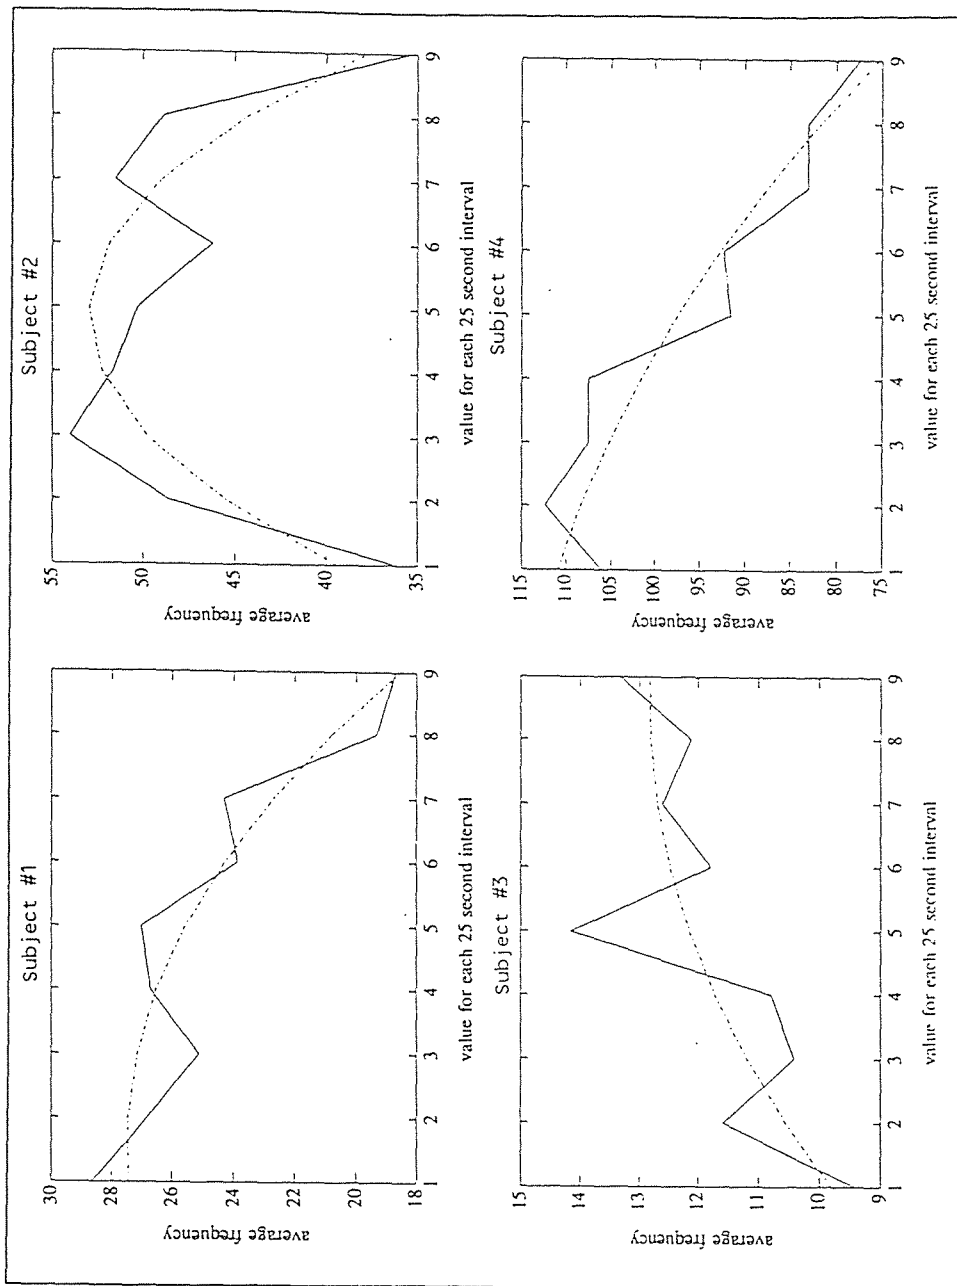 Subject #1
30
28
26
24
22
20
18
average frequency
1 2 3 4 5 6 7 8 9
value for each 25 second interval
Subject #2
55
50
45
40
35
average frequency
1 2 3 4 5 6 7 8 9
value for each 25 second interval
Subject #3
15
14
13
12
11
10
9
average frequency
1 2 3 4 5 6 7 8 9
value for each 25 second interval
Subject #4
115
110
105
100
95
90
85
80
75
average frequency
1 2 3 4 5 6 7 8 9
value for each 25 second interval